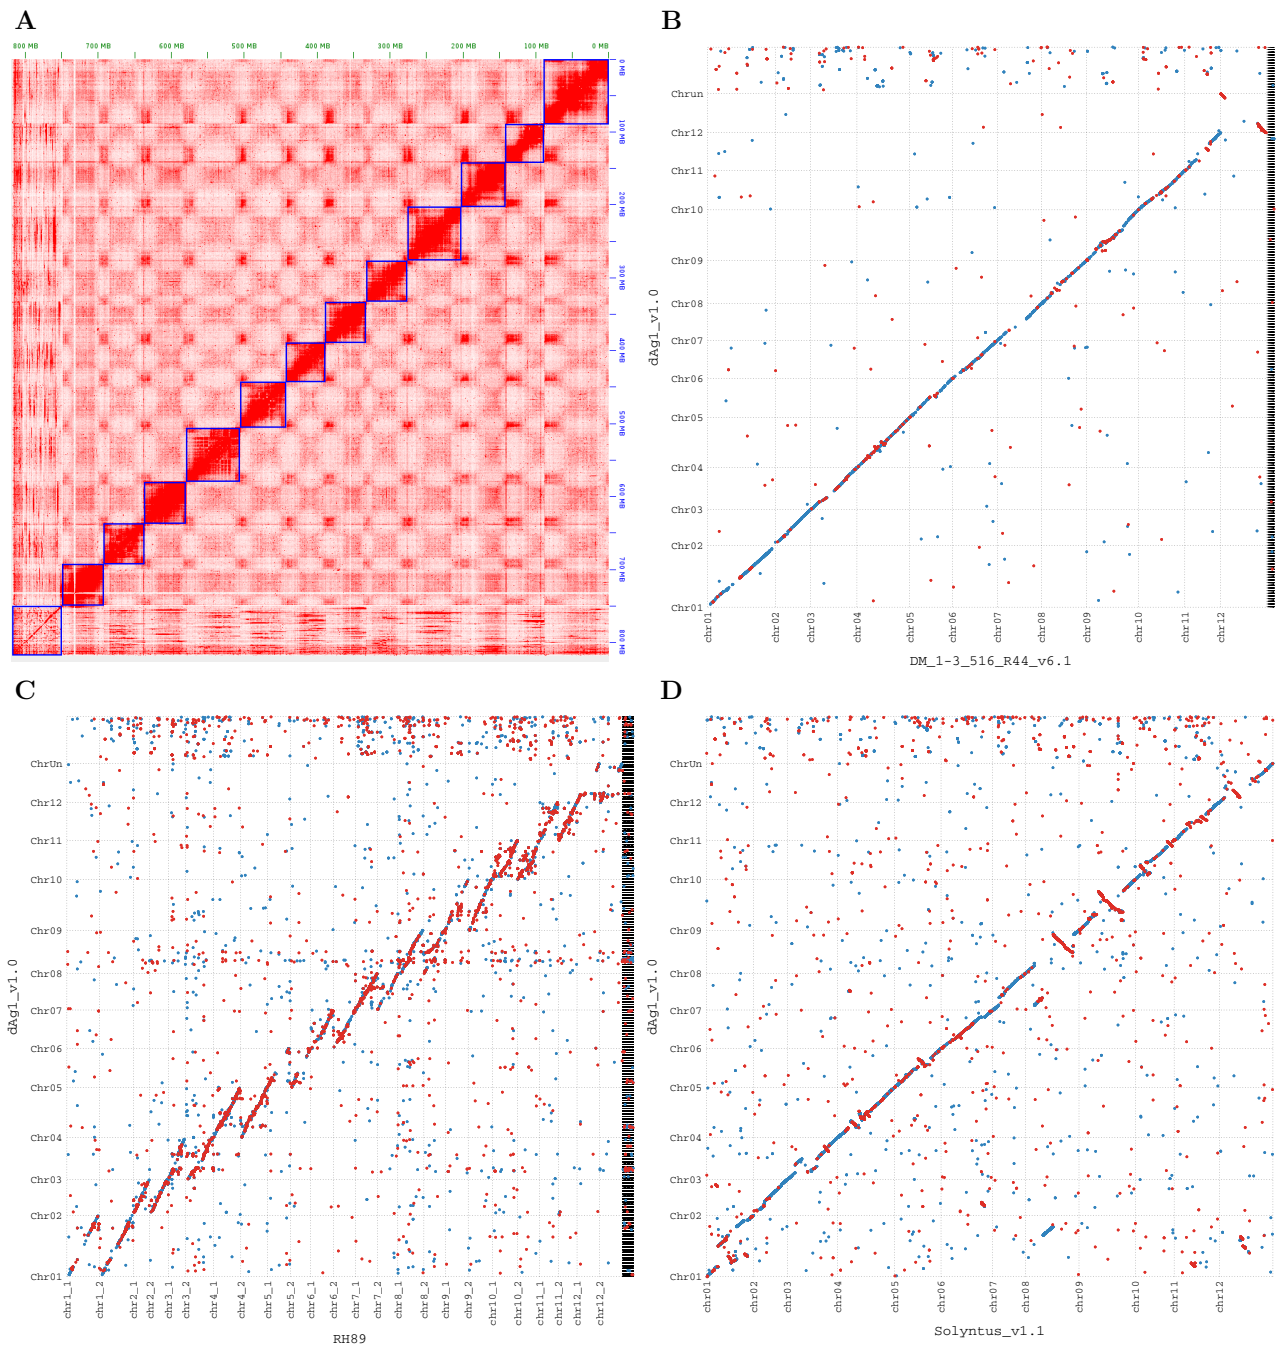 A
800 MB 700 MB 600 MB 500 MB 400 MB 300 MB 200 MB 100 MB 0 MB
0 MB
100 MB
200 MB
300 MB
400 MB
500 MB
600 MB
700 MB
800 MB
B
Chrun
Chr12
Chr11
Chr10
Chr09
Chr08
Chr07
Chr06
Chr05
Chr04
Chr03
Chr02
Chr01
dAg1_v1.0
chr01 chr02 chr03 chr04 chr05 chr06 chr07 chr08 chr09 chr10 chr11 chr12
DM_1-3_516_R44_v6.1
C
ChrUn
Chr12
Chr11
Chr10
Chr09
Chr08
Chr07
Chr06
Chr05
Chr04
Chr03
Chr02
Chr01
dAg1_v1.0
chr1_1 chr1_2 chr2_1 chr2_2 chr3_1 chr3_2 chr4_1 chr4_2 chr5_1 chr5_2 chr6_1 chr6_2 chr7_1 chr7_2 chr8_1 chr8_2 chr9_1 chr9_2 chr10_1 chr10_2 chr11_1 chr12_1 chr12_2
RH89
D
ChrUn
Chr12
Chr11
Chr10
Chr09
Chr08
Chr07
Chr06
Chr05
Chr04
Chr03
Chr02
Chr01
dAg1_v1.0
chr01 chr02 chr03 chr04 chr05 chr06 chr07 chr08 chr09 chr10 chr11 chr12
Solyntus_v1.1